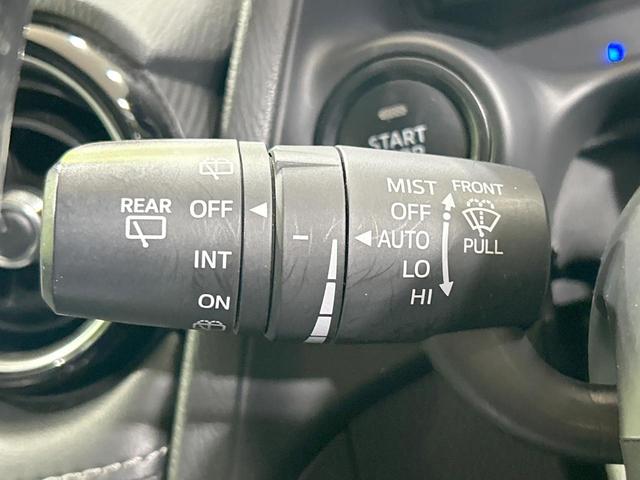 START
REAR
OFF
INT
ON
MIST
OFF
AUTO
LO
HI
FRONT
PULL